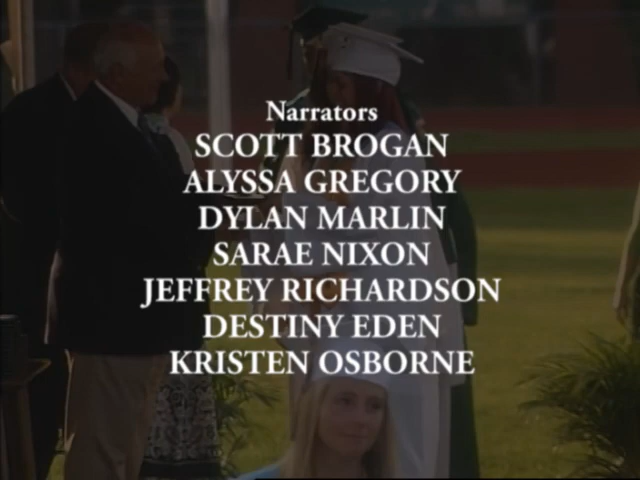 Narrators
SCOTT BROGAN
ALYSSA GREGORY
DYLAN MARLIN
SARAE NIXON
JEFFREY RICHARDSON
DESTINY EDEN
KRISTEN OSBORNE